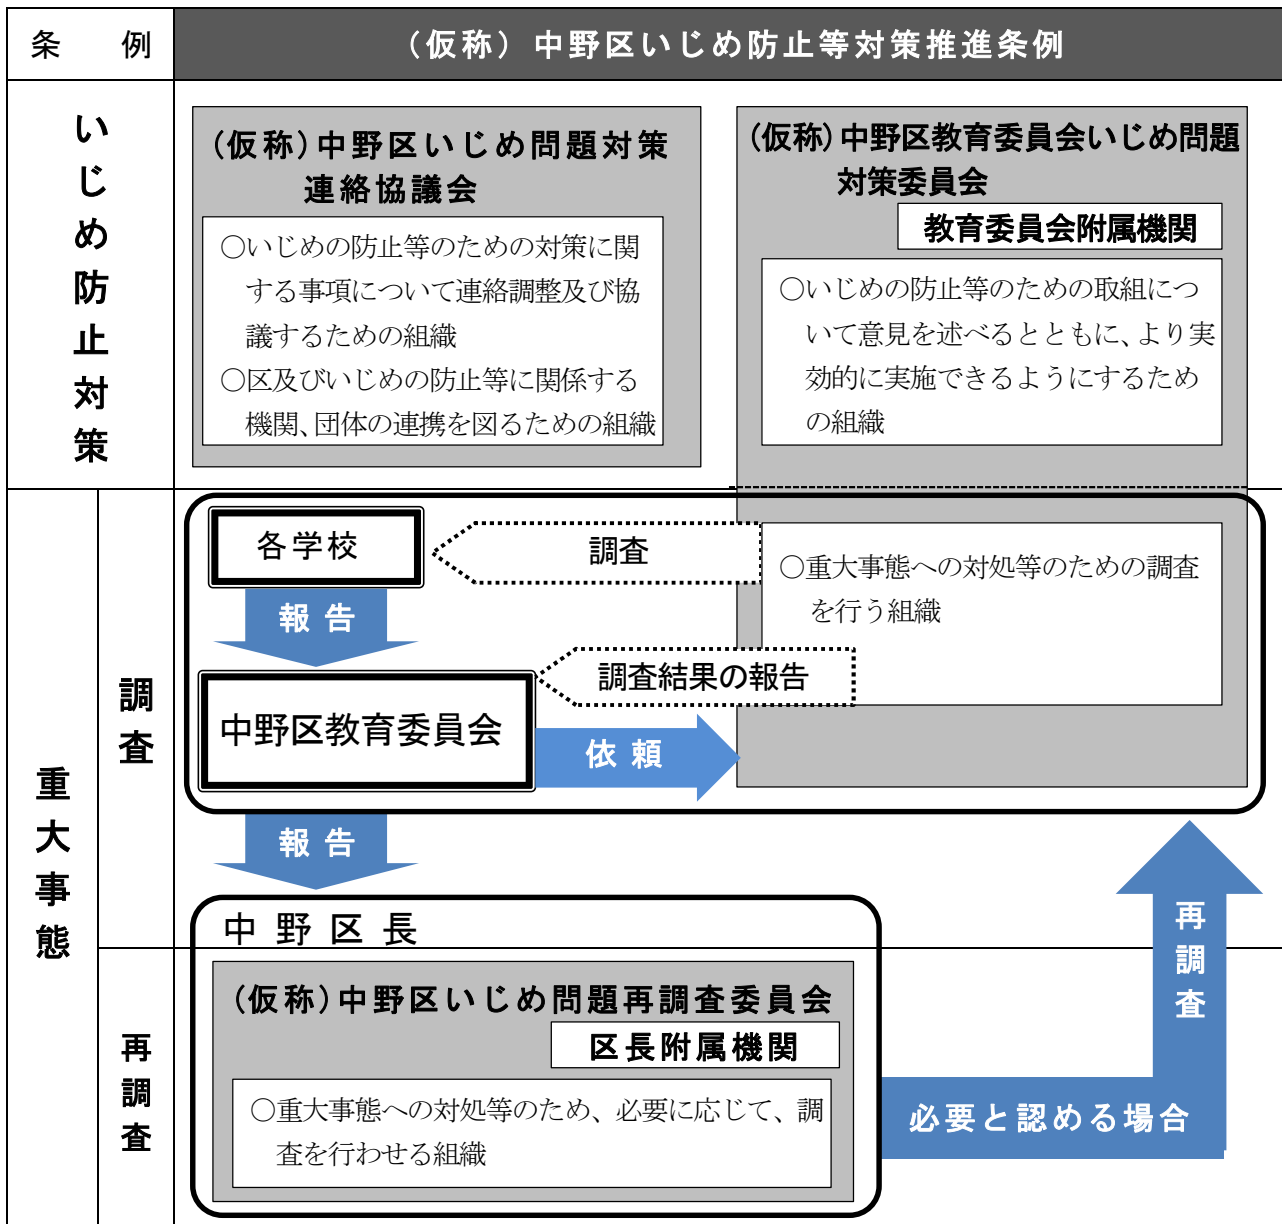 条　例
（仮称）中野区いじめ防止等対策推進条例
いじめ防止対策
(仮称)中野区いじめ問題対策
連絡協議会
○いじめの防止等のための対策に関
する事項について連絡調整及び協
議するための組織
○区及びいじめの防止等に関係する
機関、団体の連携を図るための組織
(仮称)中野区教育委員会いじめ問題
対策委員会
教育委員会附属機関
○いじめの防止等のための取組につ
いて意見を述べるとともに、より実
効的に実施できるようにするため
の組織
重大事態
調査
各学校
調査
○重大事態への対処等のための調査
を行う組織
報告
調査結果の報告
中野区教育委員会
依頼
報告
中野区長
再調査
再調査
(仮称)中野区いじめ問題再調査委員会
区長附属機関
○重大事態への対処等のため、必要に応じて、調
査を行わせる組織
必要と認める場合